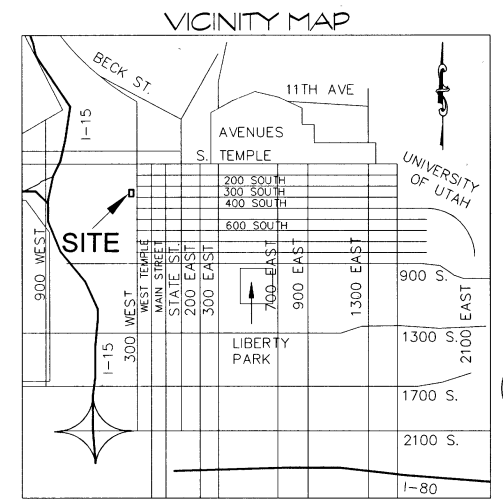 VICINITY MAP
BECK ST.
I-15
11TH AVE
AVENUES
S. TEMPLE
UNIVERSITY
OF UTAH
200 SOUTH
300 SOUTH
400 SOUTH
600 SOUTH
SITE
900 WEST
300 WEST
WEST TEMPLE
MAIN STREET
STATE ST.
200 EAST
300 EAST
700 EAST
900 EAST
1300 EAST
2100 EAST
900 S.
LIBERTY
PARK
1300 S.
I-15
1700 S.
2100 S.
I-80